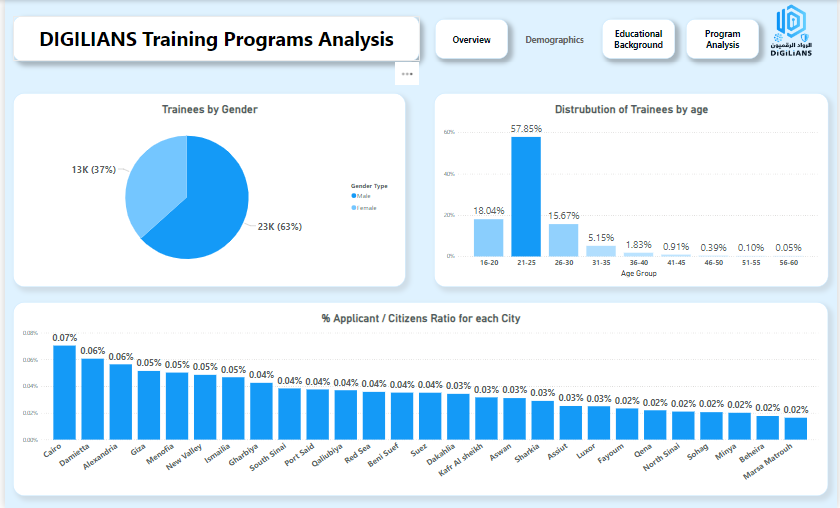 DIGILIANS Training Programs Analysis
Overview
Demographics
Educational
Background
Program
Analysis
الرواد الرقميون
DiGiLiANS
Trainees by Gender
13K (37%)
23K (63%)
Gender Type
Male
Female
Distrubution of Trainees by age
60%
40%
20%
0%
18.04%
57.85%
15.67%
5.15%
1.83%
0.91%
0.39%
0.10%
0.05%
16-20
21-25
26-30
31-35
36-40
41-45
46-50
51-55
56-60
Age Group
% Applicant / Citizens Ratio for each City
0.08%
0.06%
0.04%
0.02%
0.00%
0.07%
0.06%
0.06%
0.05%
0.05%
0.05%
0.05%
0.04%
0.04%
0.04%
0.04%
0.04%
0.04%
0.04%
0.03%
0.03%
0.03%
0.03%
0.03%
0.03%
0.02%
0.02%
0.02%
0.02%
0.02%
0.02%
0.02%
Cairo
Damietta
Alexandria
Giza
Menofia
New Valley
Ismailia
Gharbiya
South Sinai
Port Said
Qaliubiya
Red Sea
Beni Suef
Suez
Dakahlia
Kafr Al sheikh
Aswan
Sharkia
Assiut
Luxor
Fayoum
Qena
North Sinai
Sohag
Minya
Beheira
Marsa Matrouh